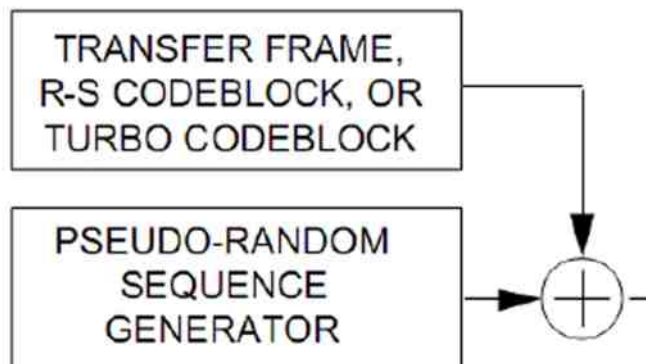 TRANSFER FRAME,
R-S CODEBLOCK, OR
TURBO CODEBLOCK
PSEUDO-RANDOM
SEQUENCE
GENERATOR